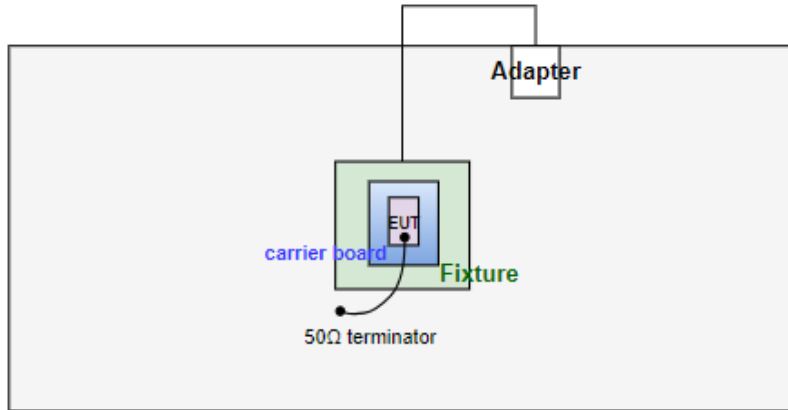 Adapter
EUT
carrier board
Fixture
50Ω terminator